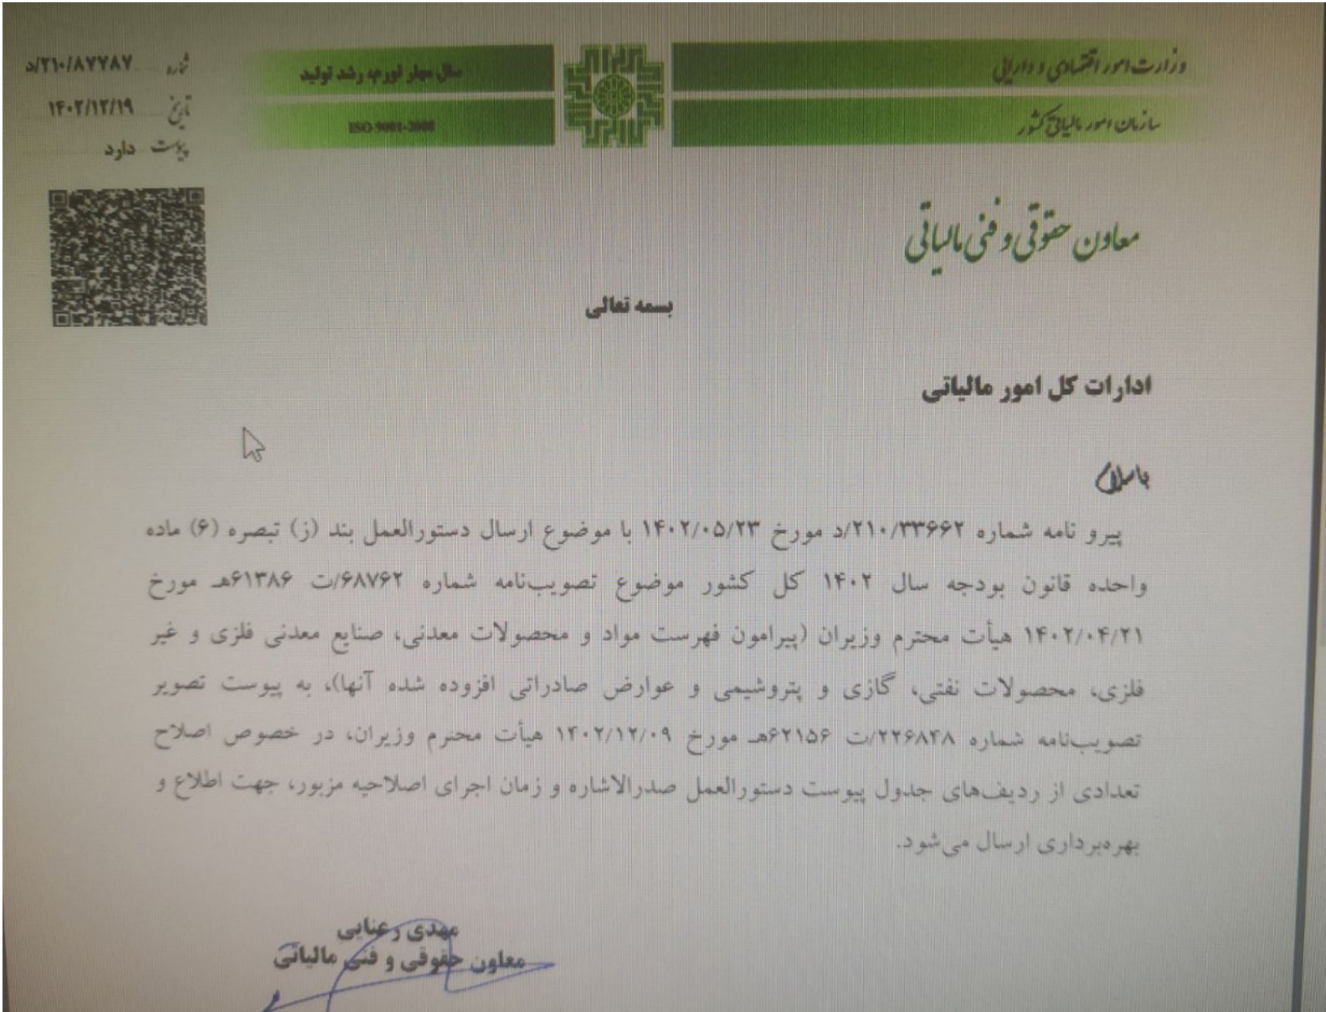 وزارت امور اقتصادی و دارایی
سازمان امور مالیاتی کشور
سال مهار تورم، رشد تولید
ISO-9001-2008
شماره ۲۱۰/۸۷۷۸۷/د
تاریخ ۱۴۰۲/۱۲/۱۹
پیوست دارد
معاون حقوقی و فنی مالیاتی
بسمه تعالی
ادارات کل امور مالیاتی
باسلام
پیرو نامه شماره ۲۱۰/۳۳۶۶۲/د مورخ ۱۴۰۲/۰۵/۲۳ با موضوع ارسال دستورالعمل بند (ز) تبصره (۶) ماده
واحده قانون بودجه سال ۱۴۰۲ کل کشور موضوع تصویب‌نامه شماره ۶۸۷۶۲/ت ۶۱۳۸۶هـ مورخ
۱۴۰۲/۰۴/۲۱ هیأت محترم وزیران (پیرامون فهرست مواد و محصولات معدنی، صنایع معدنی فلزی و غیر
فلزی، محصولات نفتی، گازی و پتروشیمی و عوارض صادراتی افزوده شده آنها)، به پیوست تصویر
تصویب‌نامه شماره ۲۲۶۸۴۸/ت ۶۲۱۵۶هـ مورخ ۱۴۰۲/۱۲/۰۹ هیأت محترم وزیران، در خصوص اصلاح
تعدادی از ردیف‌های جدول پیوست دستورالعمل صدرالاشاره و زمان اجرای اصلاحیه مزبور، جهت اطلاع و
بهره‌برداری ارسال می‌شود.
مهدی رعنایی
معاون حقوقی و فنی مالیاتی